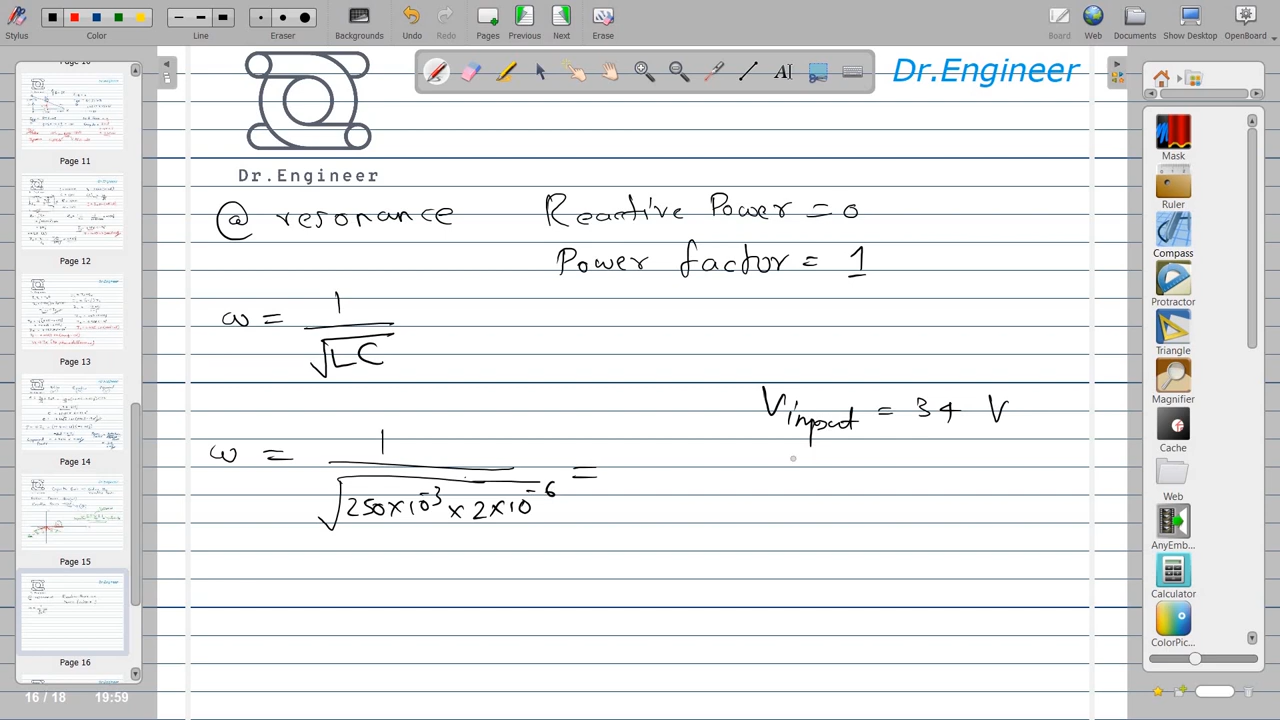 Stylus Color Line Eraser Backgrounds Undo Redo Pages Previous Next Erase Board Web Documents Show Desktop OpenBoard
Dr.Engineer
Dr.Engineer
@ resonance Reactive Power = 0
Power factor = 1
ω = 1 / √LC
V input = 34 V
ω = 1 / √250×10⁻³ × 2×10⁻⁶ =
Page 11
Page 12
Page 13
Page 14
Page 15
Page 16
16 / 18 19:59
Mask
Ruler
Compass
Protractor
Triangle
Magnifier
Cache
Web
AnyEmb...
Calculator
ColorPic...